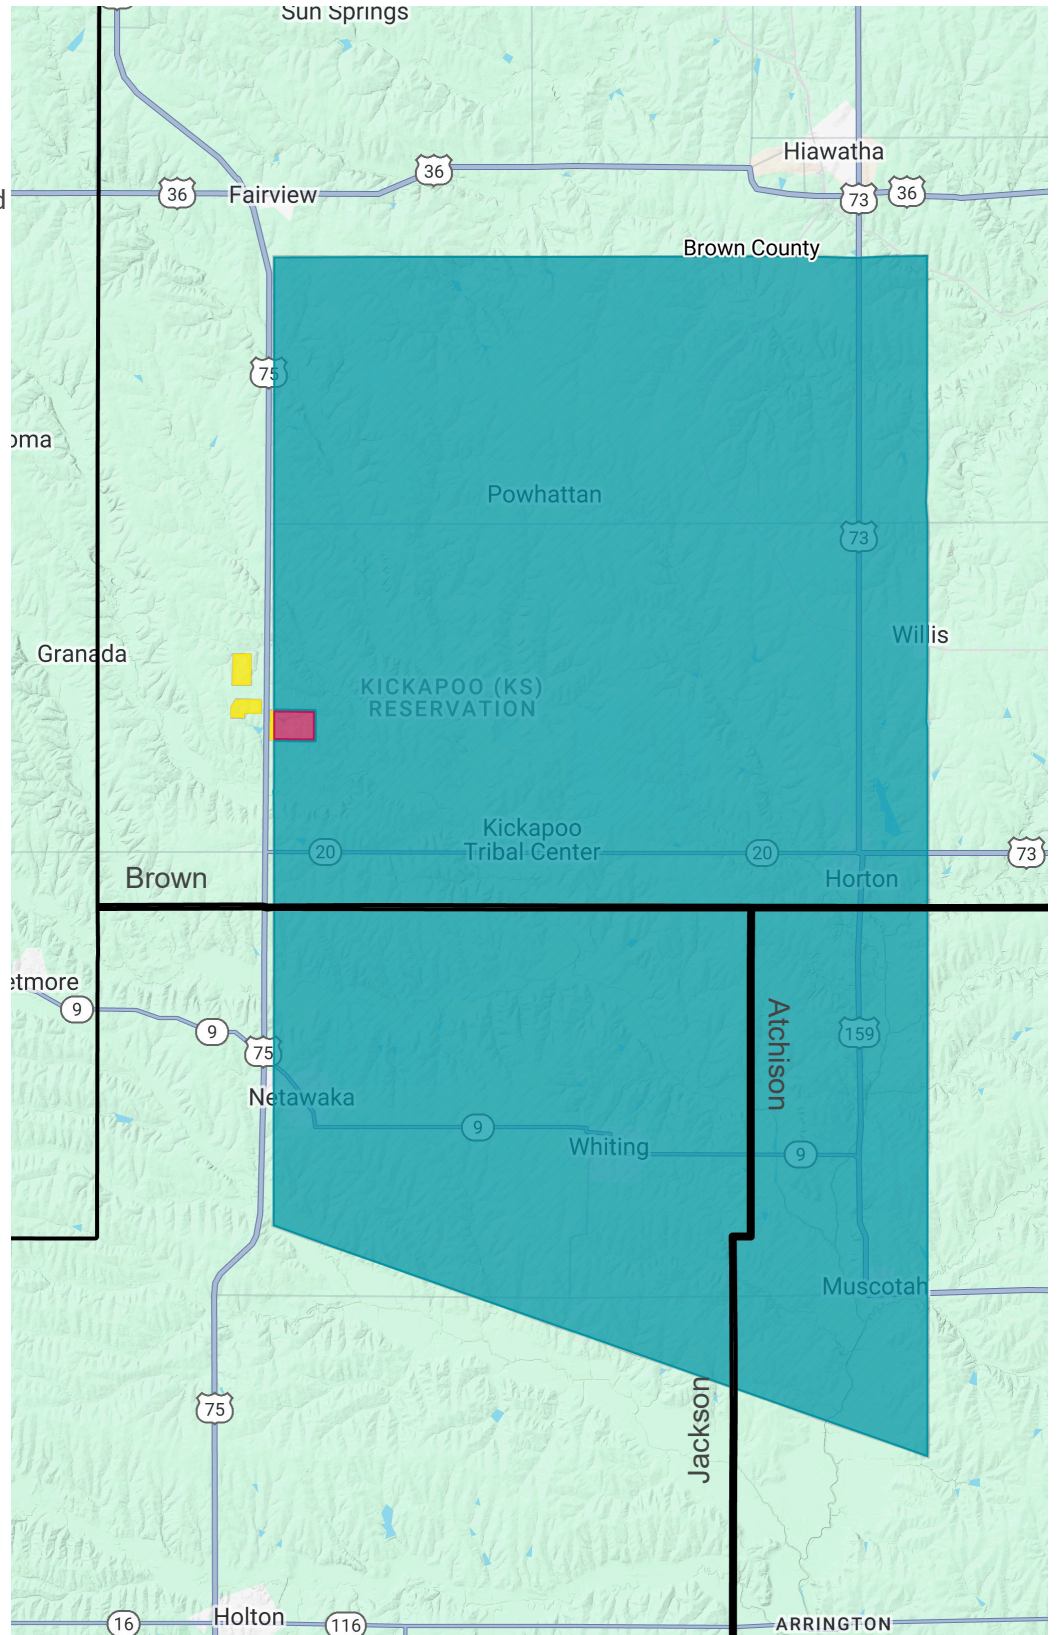 Sun Springs
Hiawatha
36
36
Fairview
73
36
Brown County
75
oma
Powhattan
73
Willis
Granada
KICKAPOO (KS)
RESERVATION
Kickapoo
Tribal Center
20
20
73
Brown
Horton
etmore
9
9
Atchison
159
75
Netawaka
9
Whiting
9
Muscotah
Jackson
75
Holton
16
116
ARRINGTON